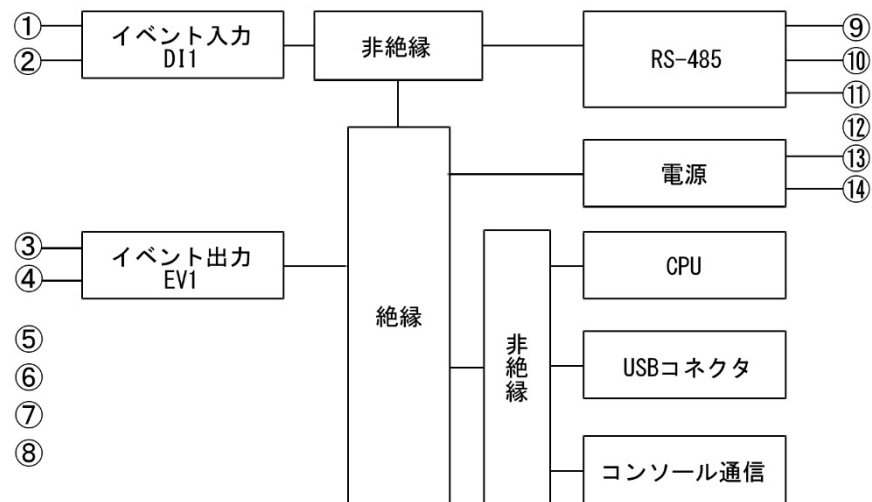 ①
②
イベント入力
DI1
非絶縁
RS-485
⑨
⑩
⑪
⑫
⑬
⑭
電源
③
④
イベント出力
EV1
絶縁
非絶縁
CPU
USBコネクタ
コンソール通信
⑤
⑥
⑦
⑧